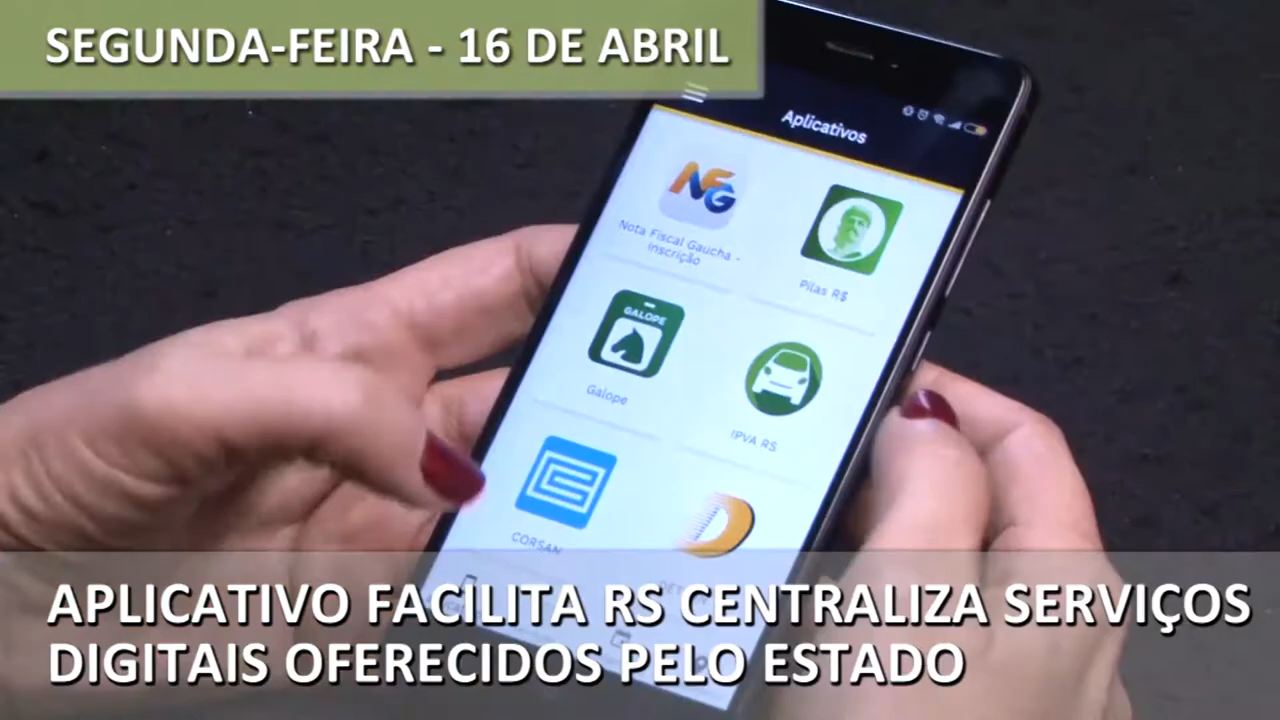 SEGUNDA-FEIRA - 16 DE ABRIL
Aplicativos
NFG
Nota Fiscal Gaucha -
inscrição
Pilas R$
GALOPE
Galope
IPVA RS
CORSAN
APLICATIVO FACILITA RS CENTRALIZA SERVIÇOS
DIGITAIS OFERECIDOS PELO ESTADO